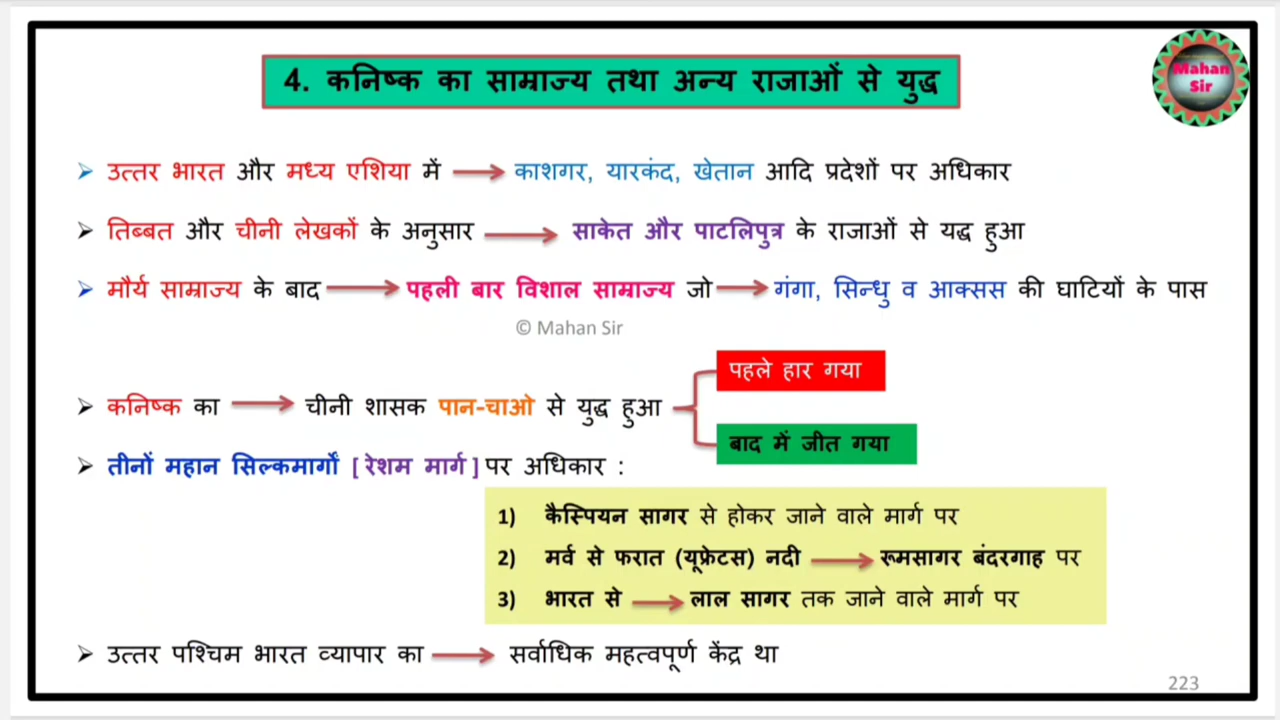 4. कनिष्क का साम्राज्य तथा अन्य राजाओं से युद्ध
Mahan
Sir
उत्तर भारत और मध्य एशिया में → काशगर, यारकंद, खेतान आदि प्रदेशों पर अधिकार
तिब्बत और चीनी लेखकों के अनुसार → साकेत और पाटलिपुत्र के राजाओं से यद्ध हुआ
मौर्य साम्राज्य के बाद → पहली बार विशाल साम्राज्य जो → गंगा, सिन्धु व आक्सस की घाटियों के पास
© Mahan Sir
पहले हार गया
कनिष्क का → चीनी शासक पान-चाओ से युद्ध हुआ
बाद में जीत गया
तीनों महान सिल्कमार्गों [ रेशम मार्ग ] पर अधिकार :
1) कैस्पियन सागर से होकर जाने वाले मार्ग पर
2) मर्व से फरात (यूफ्रेटस) नदी → रूमसागर बंदरगाह पर
3) भारत से → लाल सागर तक जाने वाले मार्ग पर
उत्तर पश्चिम भारत व्यापार का → सर्वाधिक महत्वपूर्ण केंद्र था
223